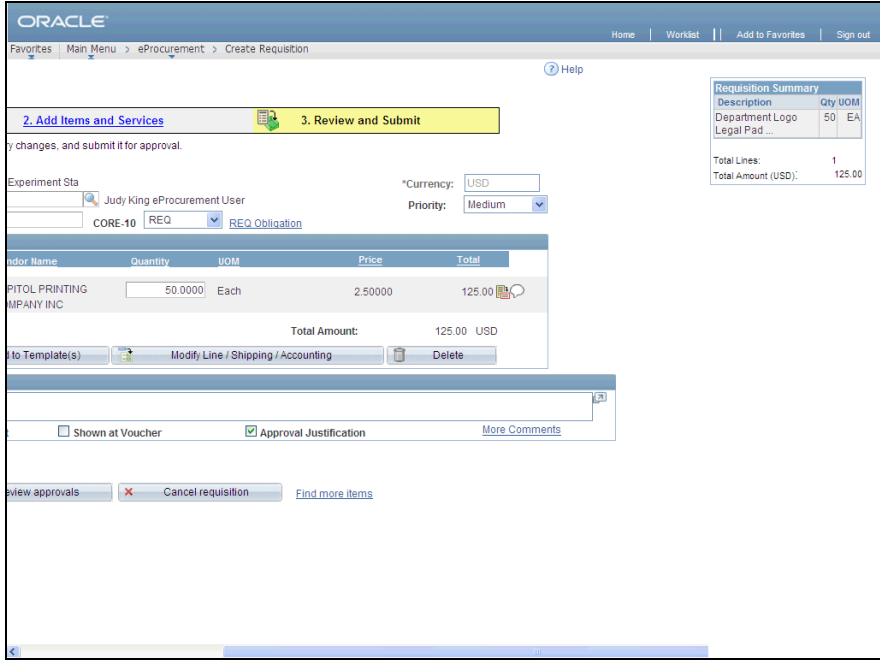 ORACLE
Home Worklist Add to Favorites Sign out
Favorites Main Menu > eProcurement > Create Requisition
? Help
Requisition Summary
Description Qty UOM
Department Logo 50 EA
Legal Pad ...
Total Lines: 1
Total Amount (USD): 125.00
2. Add Items and Services 3. Review and Submit
ry changes, and submit it for approval.
Experiment Sta
*Currency: USD
Judy King eProcurement User
Priority: Medium
CORE-10 REQ REQ Obligation
ndor Name Quantity UOM Price Total
PITOL PRINTING 50.0000 Each 2.50000 125.00
OMPANY INC
Total Amount: 125.00 USD
d to Template(s) Modify Line / Shipping / Accounting Delete
Shown at Voucher Approval Justification More Comments
eview approvals Cancel requisition Find more items